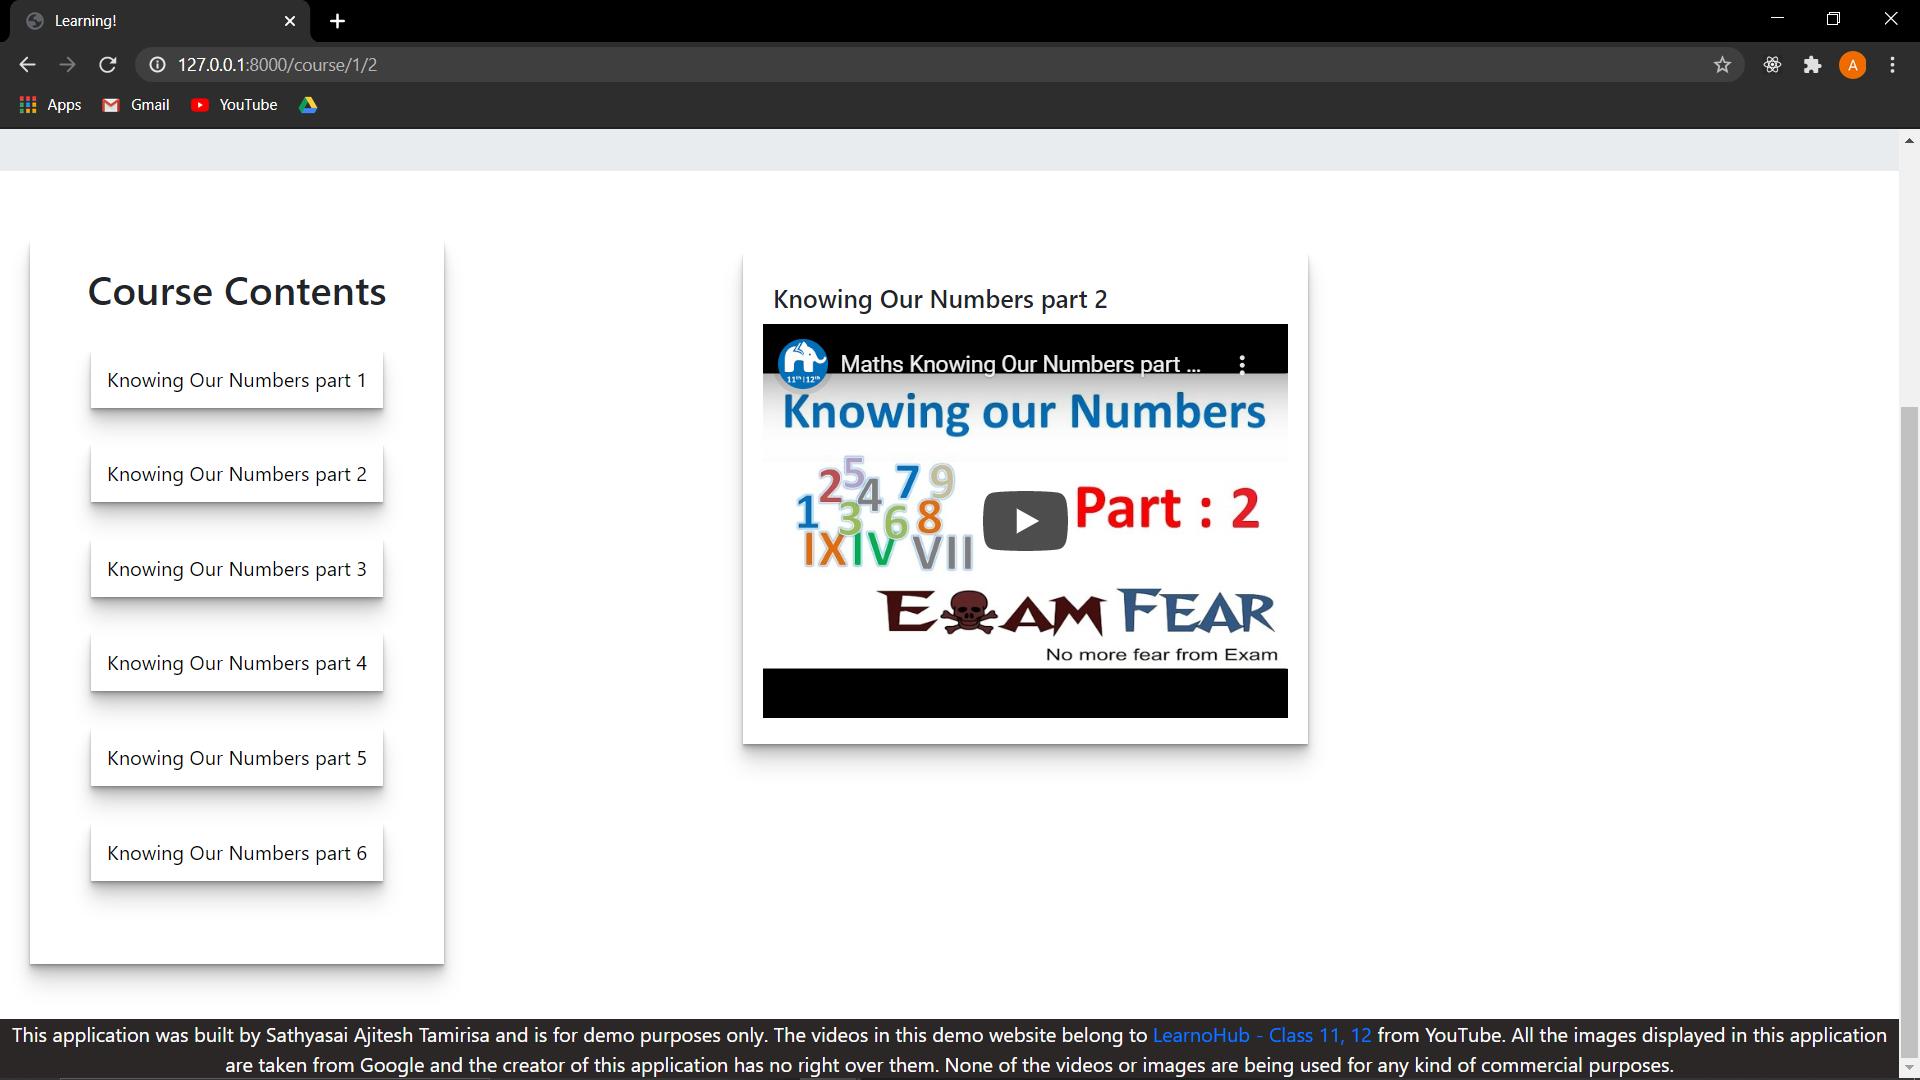 Learning!
127.0.0.1:8000/course/1/2
A
Apps
Gmail
YouTube
Course Contents
Knowing Our Numbers part 1
Knowing Our Numbers part 2
Knowing Our Numbers part 3
Knowing Our Numbers part 4
Knowing Our Numbers part 5
Knowing Our Numbers part 6
Knowing Our Numbers part 2
11th | 12th
Maths Knowing Our Numbers part ...
Knowing our Numbers
1 2 3 4 5 6 7 8 9
IX IV VII
Part : 2
EXAM FEAR
No more fear from Exam
This application was built by Sathyasai Ajitesh Tamirisa and is for demo purposes only. The videos in this demo website belong to LearnoHub - Class 11, 12 from YouTube. All the images displayed in this application
are taken from Google and the creator of this application has no right over them. None of the videos or images are being used for any kind of commercial purposes.